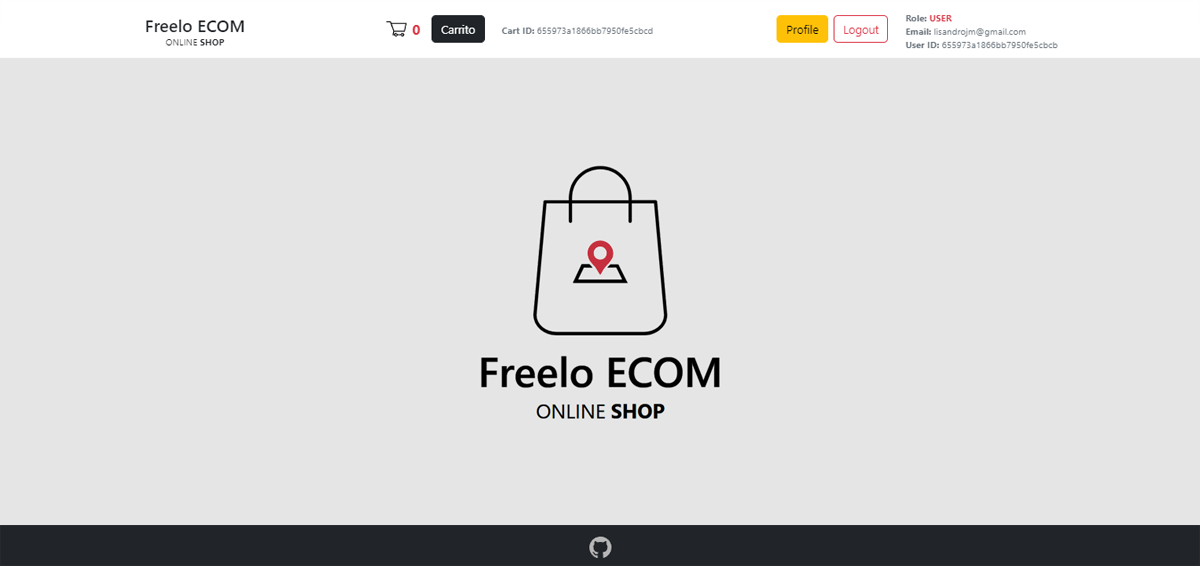 Freelo ECOM
ONLINE SHOP
0
Carrito
Cart ID: 655973a1866bb7950fe5cbcd
Profile
Logout
Role: USER
Email: lisandrojm@gmail.com
User ID: 655973a1866bb7950fe5cbcb
Freelo ECOM
ONLINE SHOP